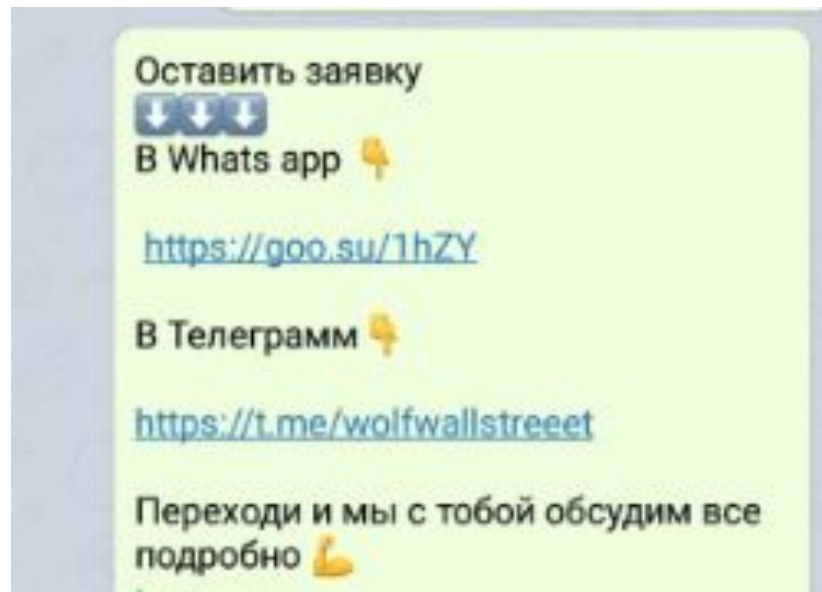 Оставить заявку
⬇️⬇️⬇️
В Whats app 👇
https://goo.su/1hZY
В Телеграмм👇
https://t.me/wolfwallstreeet
Переходи и мы с тобой обсудим все
подробно 💪